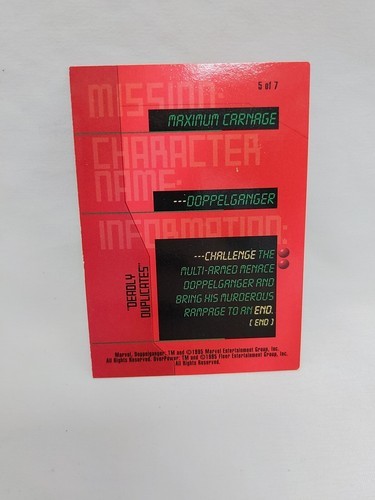 5 of 7
MISSION:
MAXIMUM CARNAGE
CHARACTER
NAME:
---DOPPELGANGER
INFORMATION:
"DEADLY
DUPLICATES"
---CHALLENGE THE
MULTI-ARMED MENACE
DOPPELGANGER AND
BRING HIS MURDEROUS
RAMPAGE TO AN END.
[ END ]
Marvel, Doppelganger: TM and ©1995 Marvel Entertainment Group, Inc.
All Rights Reserved. OverPower: TM and ©1995 Fleer Entertainment Group, Inc.
All Rights Reserved.